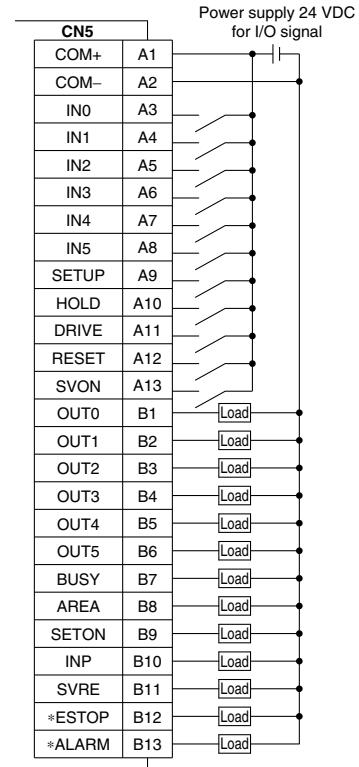 Power supply 24 VDC
for I/O signal
CN5
COM+ A1
COM− A2
IN0 A3
IN1 A4
IN2 A5
IN3 A6
IN4 A7
IN5 A8
SETUP A9
HOLD A10
DRIVE A11
RESET A12
SVON A13
OUT0 B1 Load
OUT1 B2 Load
OUT2 B3 Load
OUT3 B4 Load
OUT4 B5 Load
OUT5 B6 Load
BUSY B7 Load
AREA B8 Load
SETON B9 Load
INP B10 Load
SVRE B11 Load
∗ESTOP B12 Load
∗ALARM B13 Load